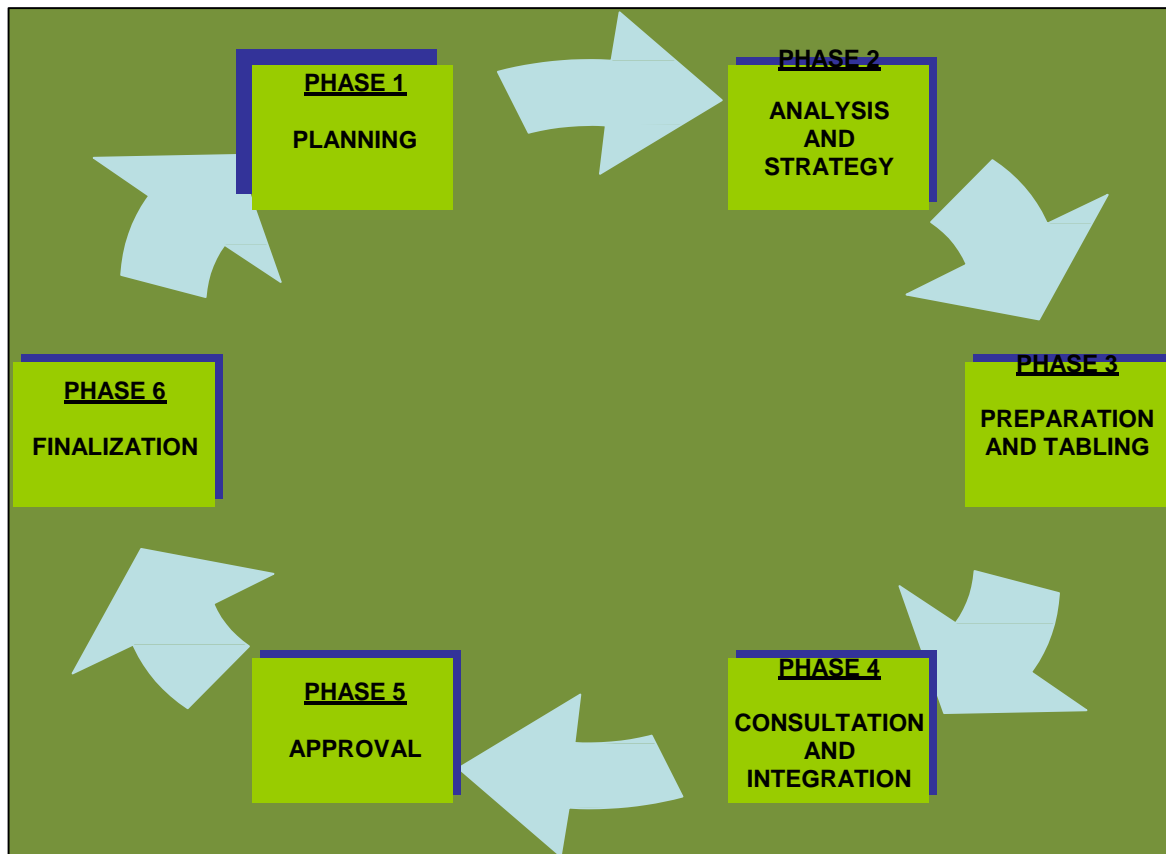 PHASE 1
PLANNING
PHASE 2
ANALYSIS
AND
STRATEGY
PHASE 3
PREPARATION
AND TABLING
PHASE 4
CONSULTATION
AND
INTEGRATION
PHASE 5
APPROVAL
PHASE 6
FINALIZATION